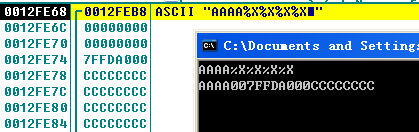 0012FE68 0012FEB8 ASCII "AAAA%X%X%X%X■"
0012FE6C 00000000
0012FE70 00000000
0012FE74 7FFDA000
0012FE78 CCCCCCCC
0012FE7C CCCCCCCC
0012FE80 CCCCCCCC
0012FE84 CCCCCCCC
C:\ C:\Documents and Setting
AAAA%X%X%X%X
AAAA007FFDA000CCCCCCCC